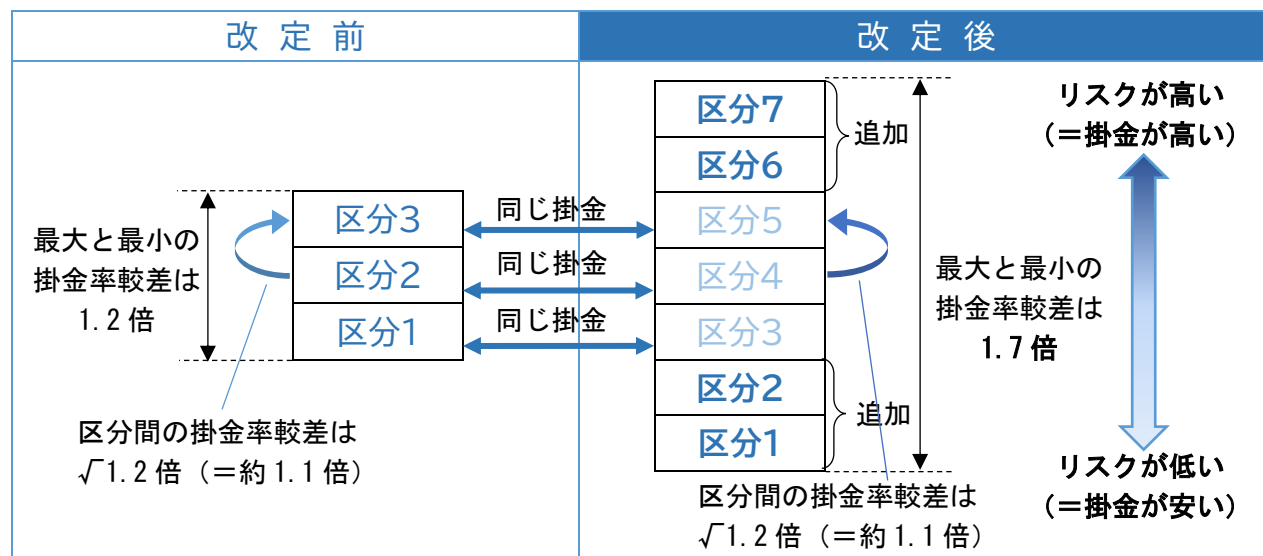 改定前
改定後
区分3
区分2
区分1
最大と最小の
掛金率較差は
1.2倍
区分間の掛金率較差は
√1.2倍（＝約1.1倍）
同じ掛金
同じ掛金
同じ掛金
区分7
区分6
区分5
区分4
区分3
区分2
区分1
追加
追加
最大と最小の
掛金率較差は
1.7倍
区分間の掛金率較差は
√1.2倍（＝約1.1倍）
リスクが高い
（＝掛金が高い）
リスクが低い
（＝掛金が安い）